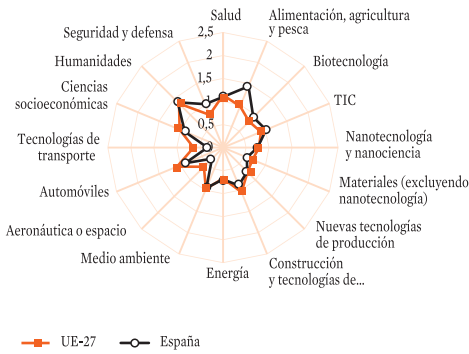 Salud
Alimentación, agricultura
y pesca
Biotecnología
TIC
Nanotecnología
y nanociencia
Materiales (excluyendo
nanotecnología)
Nuevas tecnologías
de producción
Construcción
y tecnologías de...
Energía
Medio ambiente
Aeronáutica o espacio
Automóviles
Tecnologías de
transporte
Ciencias
socioeconómicas
Humanidades
Seguridad y defensa
2,5
2
1,5
1
0,5
UE-27
España